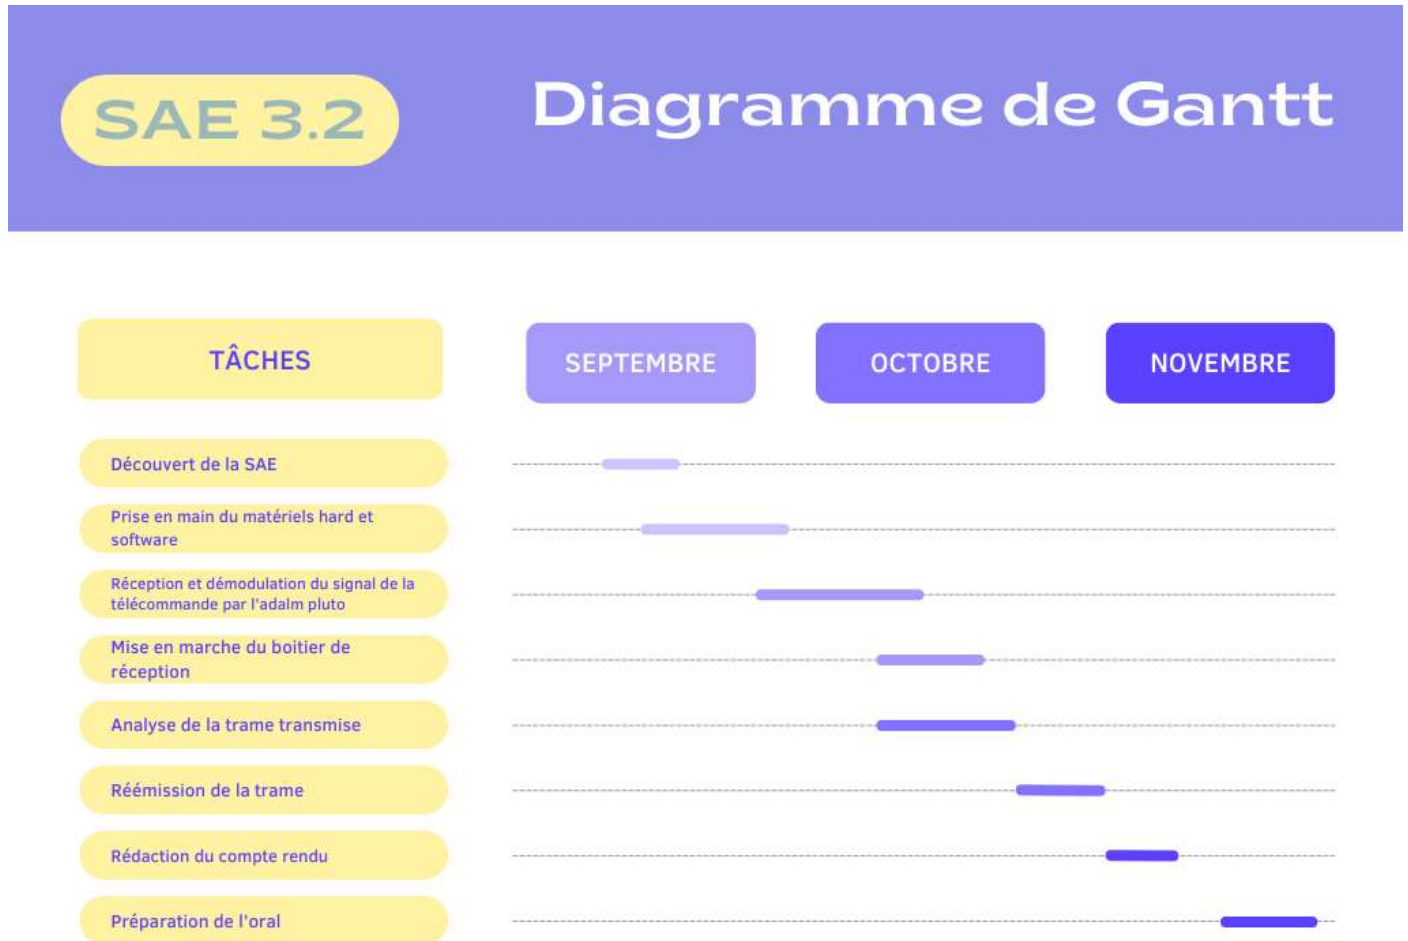 SAE 3.2
Diagramme de Gantt
TÂCHES
SEPTEMBRE
OCTOBRE
NOVEMBRE
Découvert de la SAE
Prise en main du matériels hard et
software
Réception et démodulation du signal de la
télécommande par l'adalm pluto
Mise en marche du boitier de
réception
Analyse de la trame transmise
Réémission de la trame
Rédaction du compte rendu
Préparation de l'oral